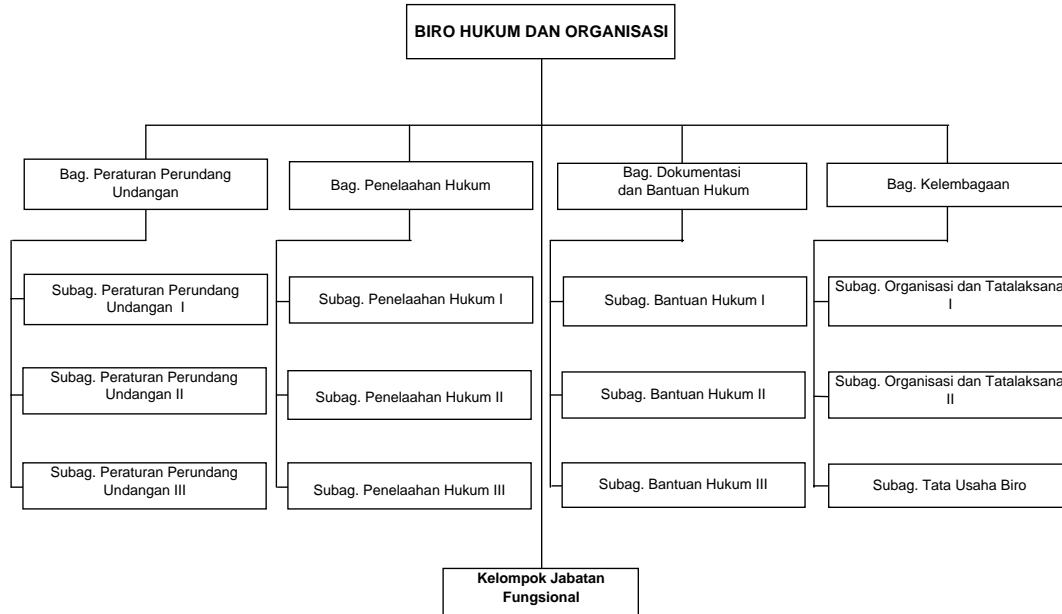 BIRO HUKUM DAN ORGANISASI
Bag. Peraturan Perundang
Undangan
Bag. Penelaahan Hukum
Bag. Dokumentasi
dan Bantuan Hukum
Bag. Kelembagaan
Subag. Peraturan Perundang
Undangan I
Subag. Penelaahan Hukum I
Subag. Bantuan Hukum I
Subag. Organisasi dan Tatalaksana
I
Subag. Peraturan Perundang
Undangan II
Subag. Penelaahan Hukum II
Subag. Bantuan Hukum II
Subag. Organisasi dan Tatalaksana
II
Subag. Peraturan Perundang
Undangan III
Subag. Penelaahan Hukum III
Subag. Bantuan Hukum III
Subag. Tata Usaha Biro
Kelompok Jabatan
Fungsional